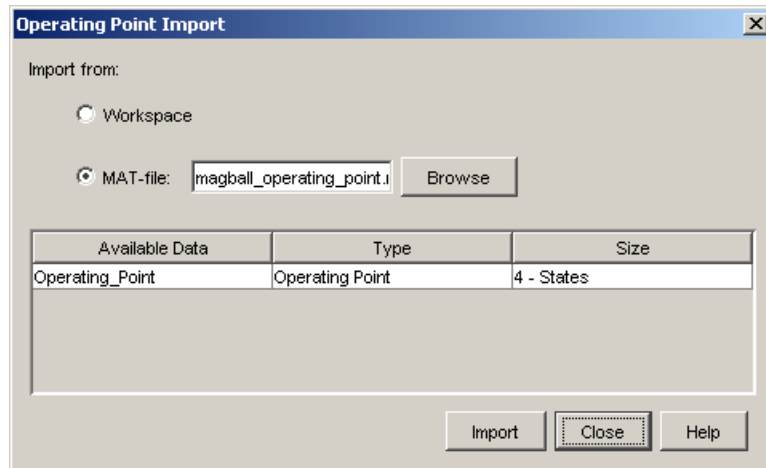 Operating Point Import
Import from:
Workspace
MAT-file: magball_operating_point. Browse
Available Data Type Size
Operating_Point Operating Point 4 - States
Import Close Help